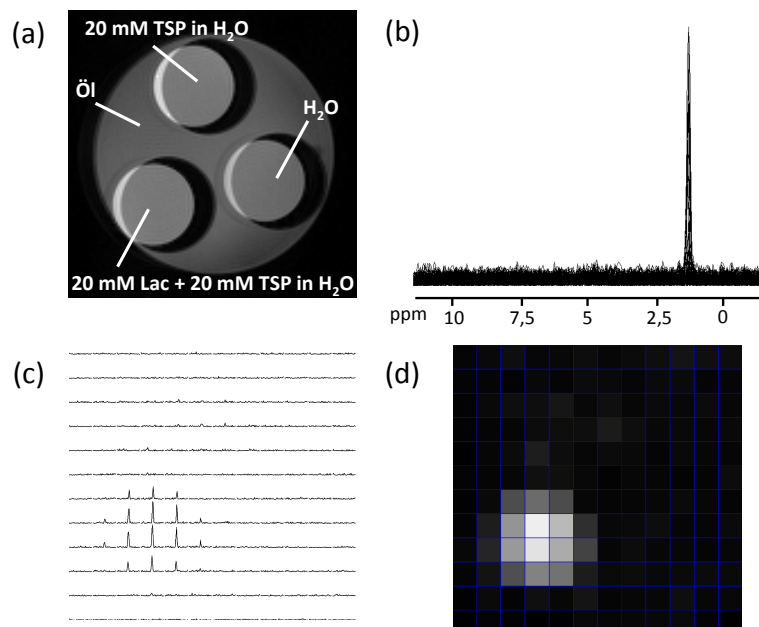 (a)
20 mM TSP in H₂O
Öl
H₂O
20 mM Lac + 20 mM TSP in H₂O
(b)
ppm 10 7,5 5 2,5 0
(c)
(d)